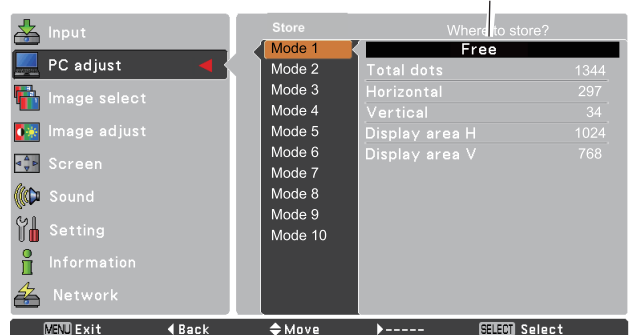 Input
PC adjust
Image select
Image adjust
Screen
Sound
Setting
Information
Network
Store
Mode 1
Mode 2
Mode 3
Mode 4
Mode 5
Mode 6
Mode 7
Mode 8
Mode 9
Mode 10
Where to store?
Free
Total dots 1344
Horizontal 297
Vertical 34
Display area H 1024
Display area V 768
MENU Exit ◀Back Move ▶----- SELECT Select